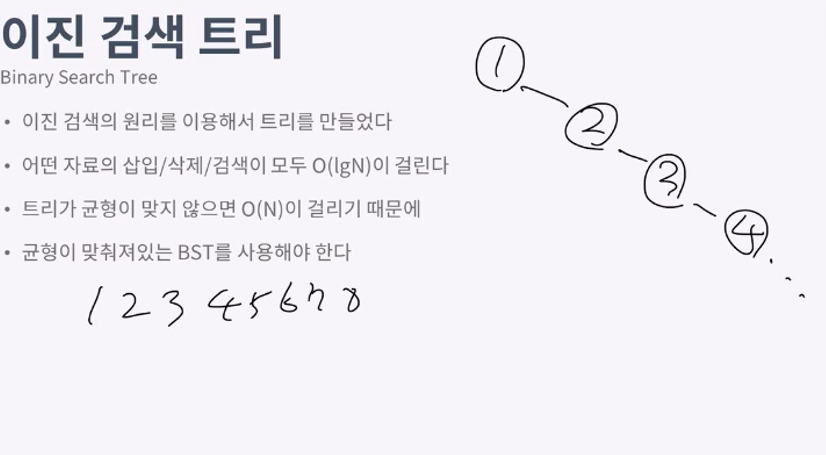 이진 검색 트리
Binary Search Tree
• 이진 검색의 원리를 이용해서 트리를 만들었다
• 어떤 자료의 삽입/삭제/검색이 모두 O(lgN)이 걸린다
• 트리가 균형이 맞지 않으면 O(N)이 걸리기 때문에
• 균형이 맞춰져있는 BST를 사용해야 한다
1 2 3 4 5 6 7 8
1
2
3
4